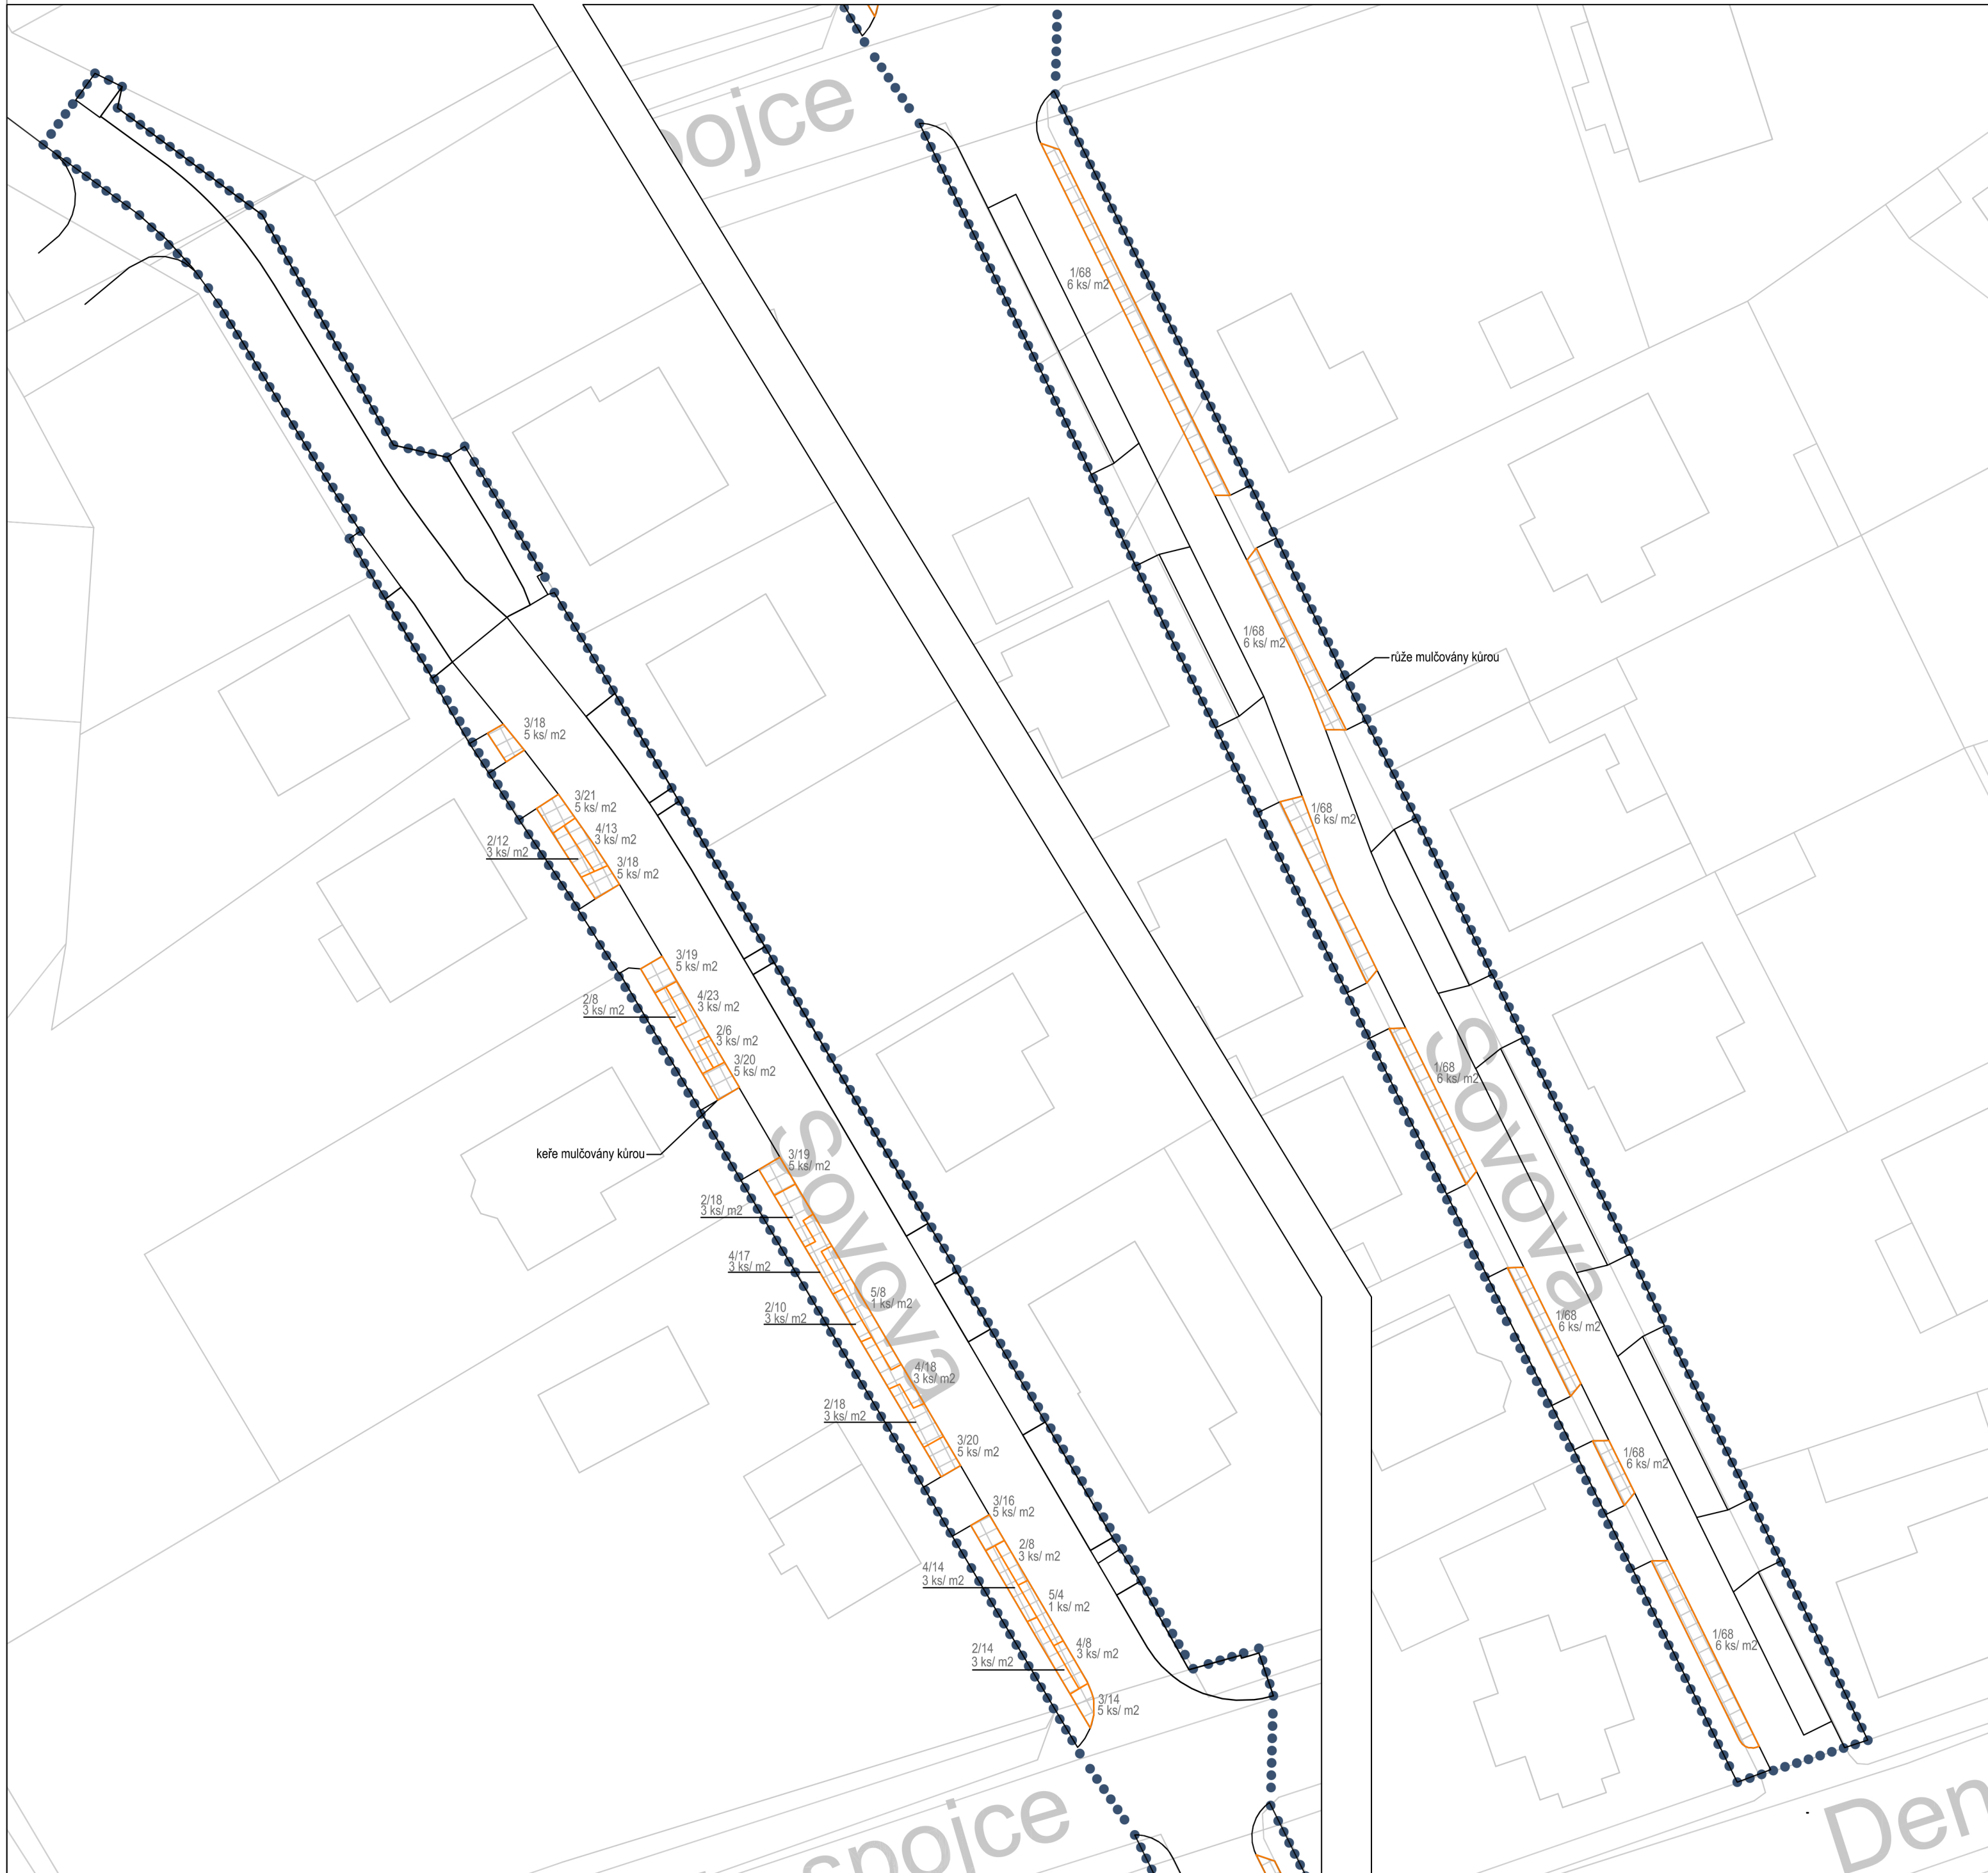 pojce
1/68
6 ks/ m2
1/68
6 ks/ m2
růže mulčovány kůrou
1/68
6 ks/ m2
1/68
6 ks/ m2
Sovova
1/68
6 ks/ m2
1/68
6 ks/ m2
1/68
6 ks/ m2
3/18
5 ks/ m2
3/21
5 ks/ m2
4/13
3 ks/ m2
2/12
3 ks/ m2
3/18
5 ks/ m2
3/19
5 ks/ m2
4/23
3 ks/ m2
2/8
3 ks/ m2
2/6
3 ks/ m2
3/20
5 ks/ m2
keře mulčovány kůrou
3/19
5 ks/ m2
Sovova
2/18
3 ks/ m2
4/17
3 ks/ m2
5/8
1 ks/ m2
2/10
3 ks/ m2
4/18
3 ks/ m2
2/18
3 ks/ m2
3/20
5 ks/ m2
3/16
5 ks/ m2
2/8
3 ks/ m2
4/14
3 ks/ m2
5/4
1 ks/ m2
4/8
3 ks/ m2
2/14
3 ks/ m2
3/14
5 ks/ m2
spojce
Den